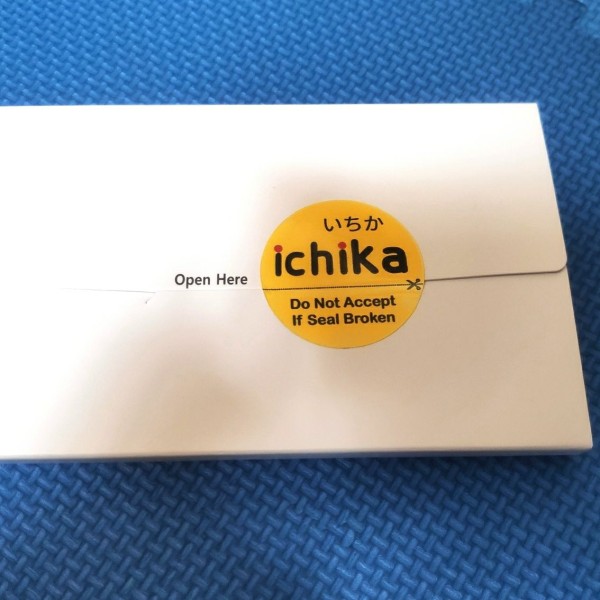 いちか
ichika
Open Here
Do Not Accept
If Seal Broken